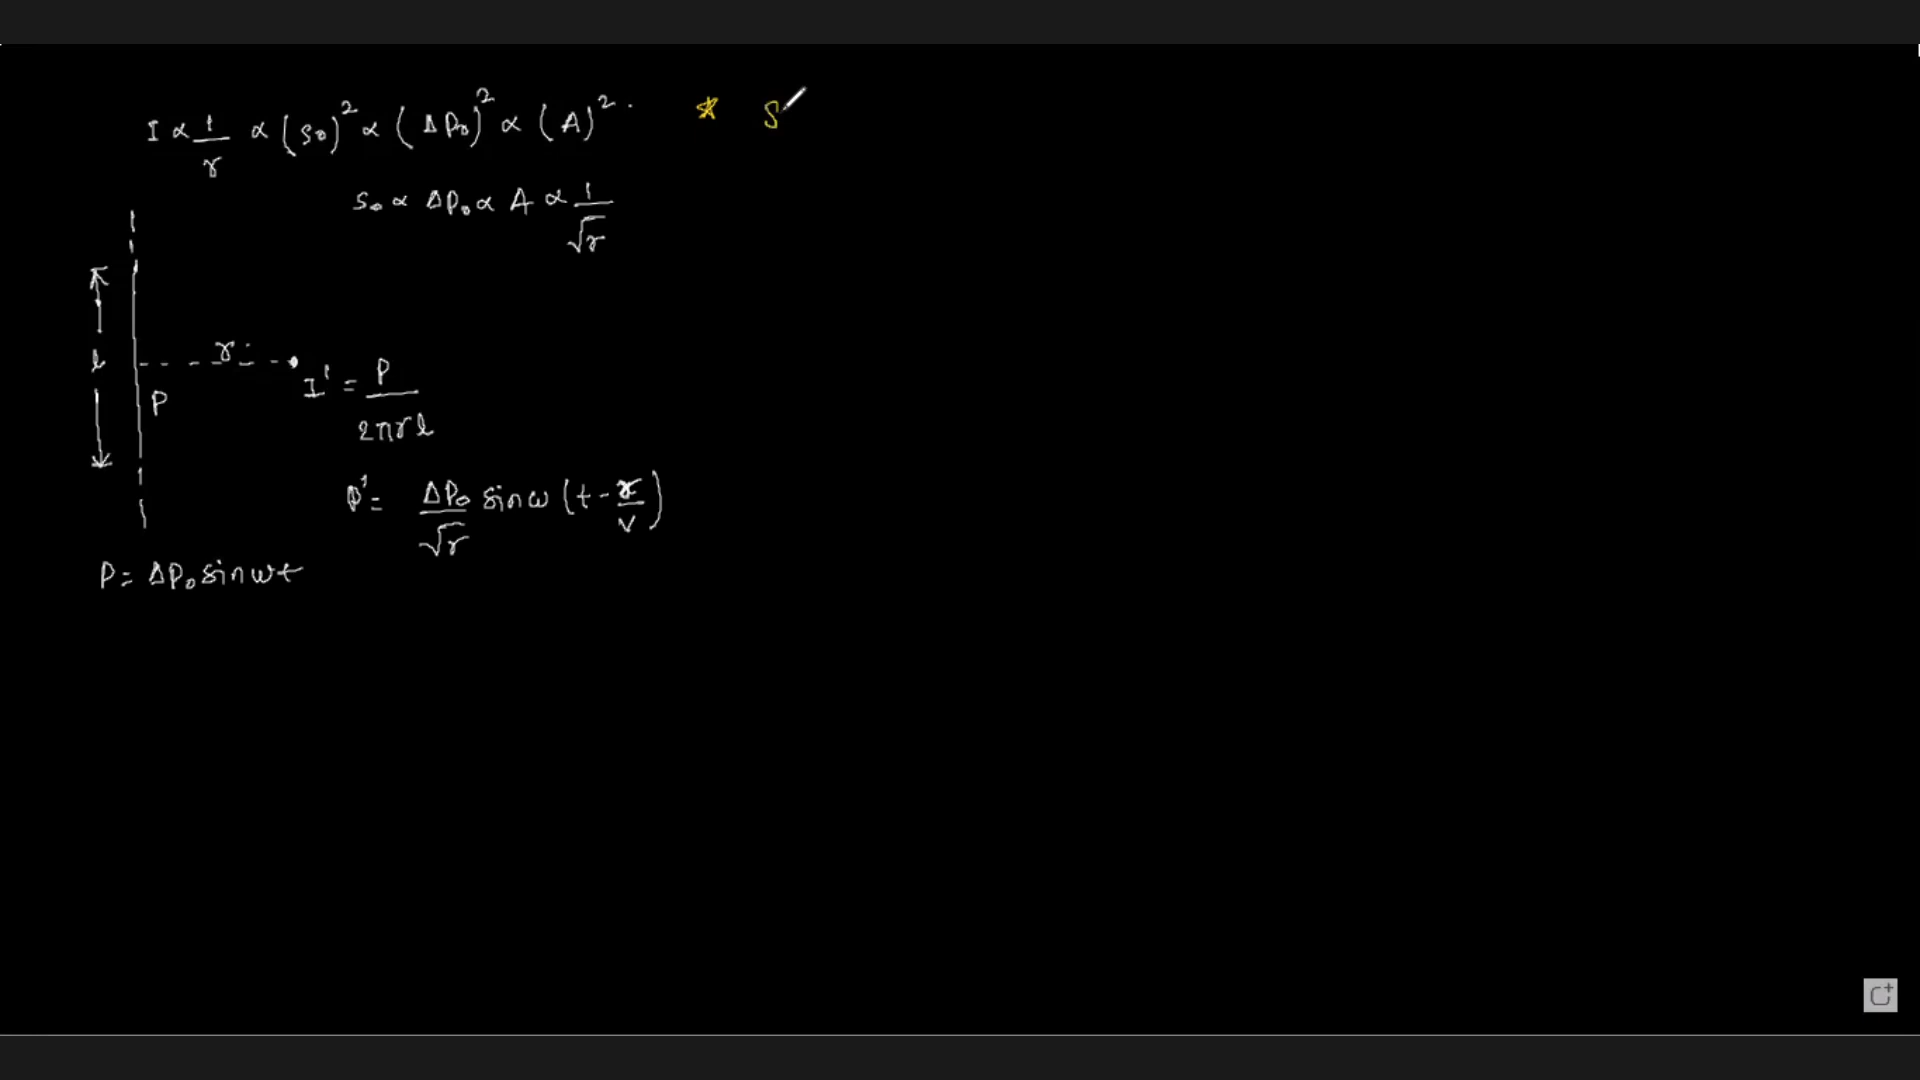 I ∝ 1/r ∝ (s₀)² ∝ (ΔP₀)² ∝ (A)². * S
s₀ ∝ ΔP₀ ∝ A ∝ 1/√r
r
l
P
I' = P/2πrl
P' = ΔP₀/√r sin ω (t - r/v)
P = ΔP₀ sin ωt